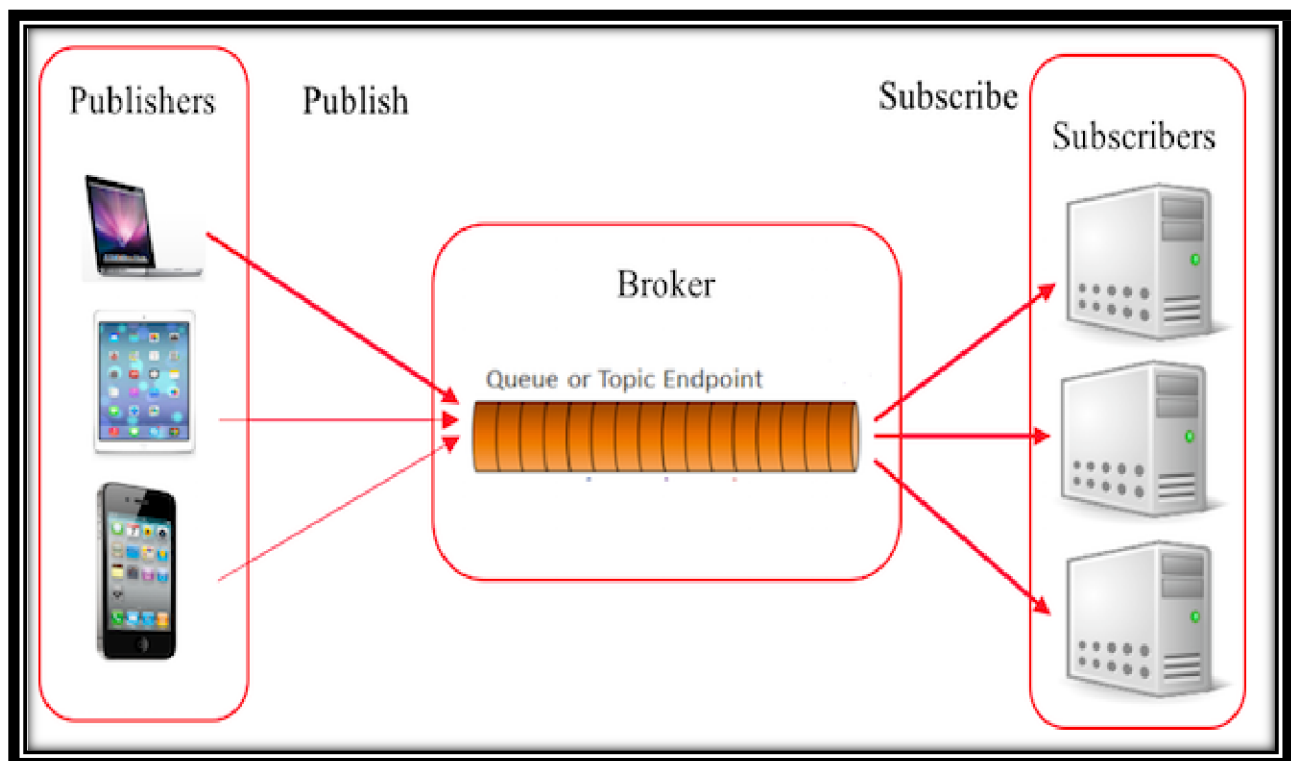 Publishers
Publish
Subscribe
Subscribers
Broker
Queue or Topic Endpoint